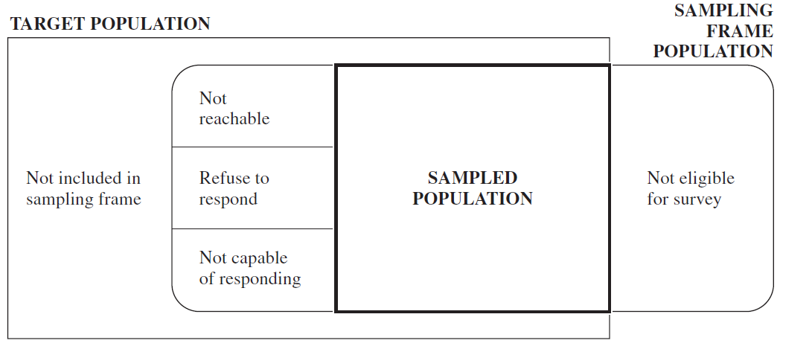 TARGET POPULATION
SAMPLING
FRAME
POPULATION
Not
reachable
Not included in
sampling frame
Refuse to
respond
SAMPLED
POPULATION
Not eligible
for survey
Not capable
of responding